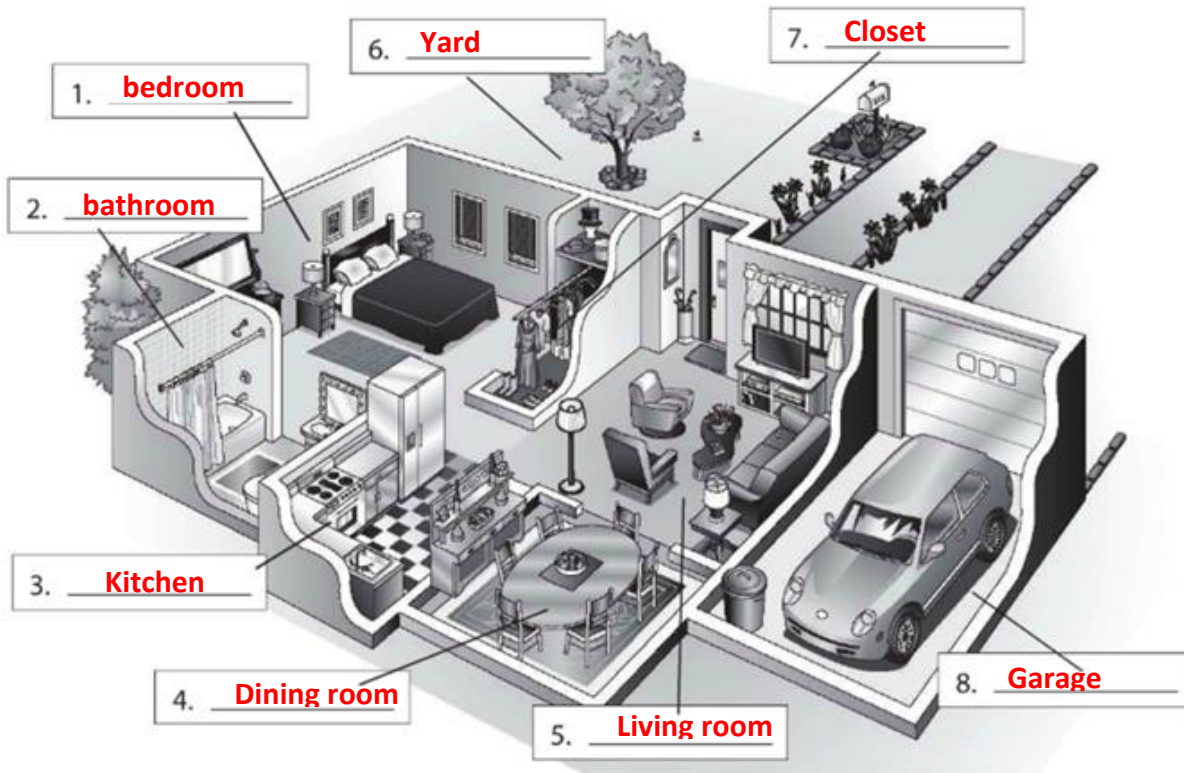 1. bedroom
2. bathroom
3. Kitchen
4. Dining room
5. Living room
6. Yard
7. Closet
8. Garage